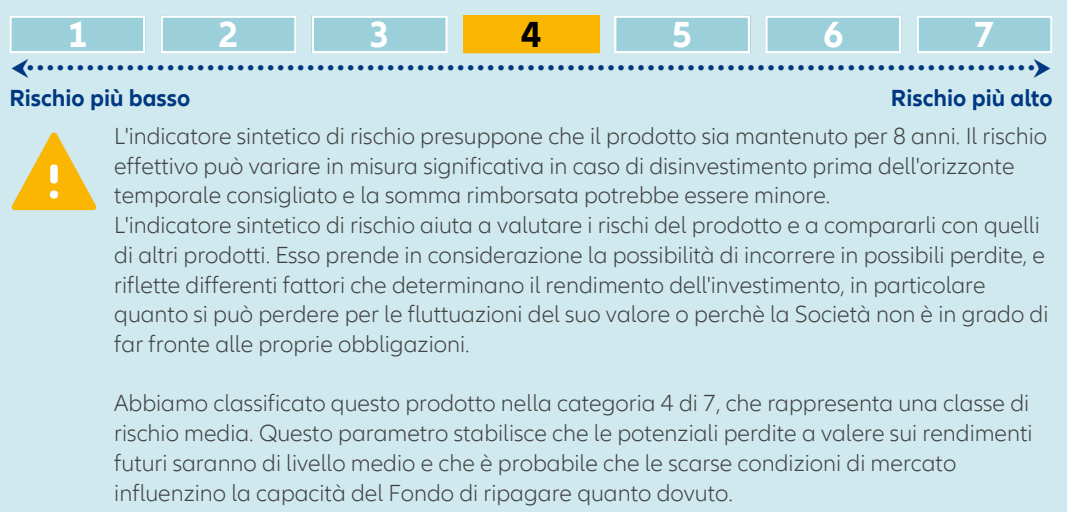 1 2 3 4 5 6 7
Rischio più basso Rischio più alto
L'indicatore sintetico di rischio presuppone che il prodotto sia mantenuto per 8 anni. Il rischio
effettivo può variare in misura significativa in caso di disinvestimento prima dell'orizzonte
temporale consigliato e la somma rimborsata potrebbe essere minore.
L'indicatore sintetico di rischio aiuta a valutare i rischi del prodotto e a compararli con quelli
di altri prodotti. Esso prende in considerazione la possibilità di incorrere in possibili perdite, e
riflette differenti fattori che determinano il rendimento dell'investimento, in particolare
quanto si può perdere per le fluttuazioni del suo valore o perchè la Società non è in grado di
far fronte alle proprie obbligazioni.
Abbiamo classificato questo prodotto nella categoria 4 di 7, che rappresenta una classe di
rischio media. Questo parametro stabilisce che le potenziali perdite a valere sui rendimenti
futuri saranno di livello medio e che è probabile che le scarse condizioni di mercato
influenzino la capacità del Fondo di ripagare quanto dovuto.